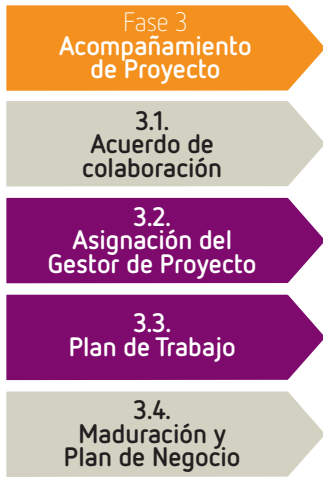 Fase 3
Acompañamiento
de Proyecto
3.1.
Acuerdo de
colaboración
3.2.
Asignación del
Gestor de Proyecto
3.3.
Plan de Trabajo
3.4.
Maduración y
Plan de Negocio